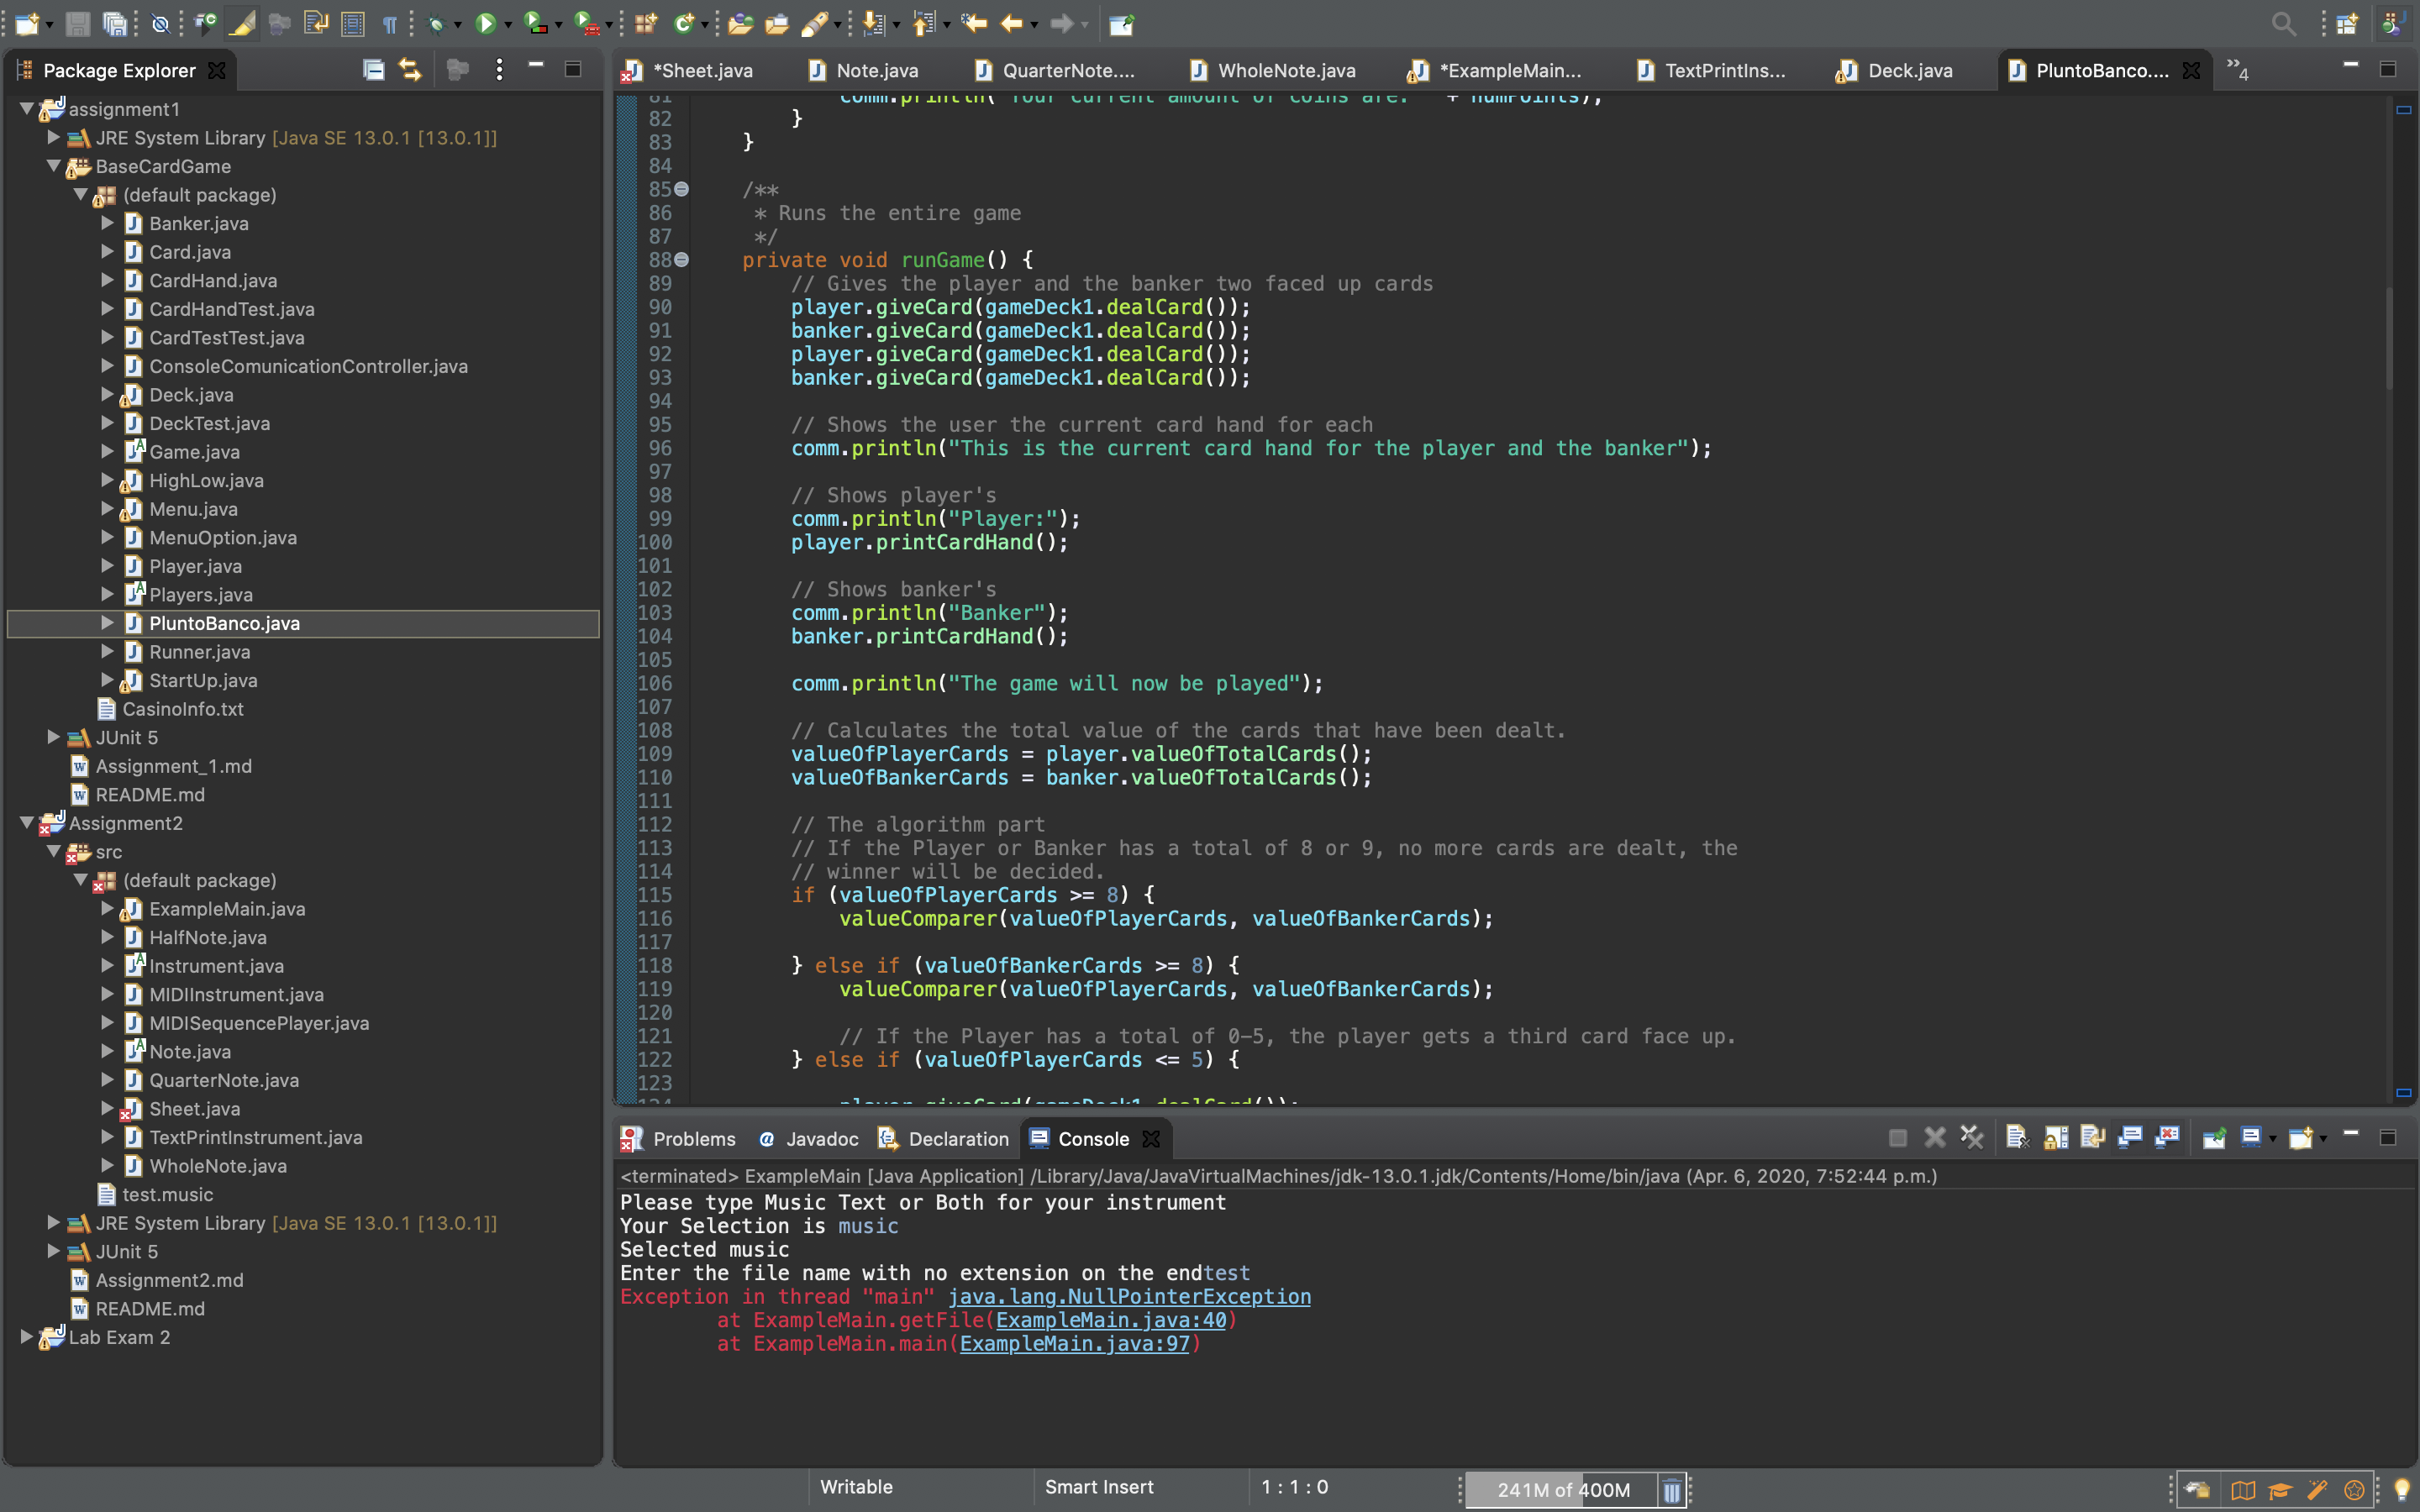 Package Explorer
assignment1
JRE System Library [Java SE 13.0.1 [13.0.1]]
BaseCardGame
(default package)
Banker.java
Card.java
CardHand.java
CardHandTest.java
CardTestTest.java
ConsoleComunicationController.java
Deck.java
DeckTest.java
Game.java
HighLow.java
Menu.java
MenuOption.java
Player.java
Players.java
PluntoBanco.java
Runner.java
StartUp.java
CasinoInfo.txt
JUnit 5
Assignment_1.md
README.md
Assignment2
src
(default package)
ExampleMain.java
HalfNote.java
Instrument.java
MIDIInstrument.java
MIDISequencePlayer.java
Note.java
QuarterNote.java
Sheet.java
TextPrintInstrument.java
WholeNote.java
test.music
JRE System Library [Java SE 13.0.1 [13.0.1]]
JUnit 5
Assignment2.md
README.md
Lab Exam 2
*Sheet.java Note.java QuarterNote.... WholeNote.java *ExampleMain... TextPrintIns... Deck.java PluntoBanco.... »4
81 comm.println("Your current amount of coins are: " + numPoints);
82 }
83 }
84
85 /**
86 * Runs the entire game
87 */
88 private void runGame() {
89 // Gives the player and the banker two faced up cards
90 player.giveCard(gameDeck1.dealCard());
91 banker.giveCard(gameDeck1.dealCard());
92 player.giveCard(gameDeck1.dealCard());
93 banker.giveCard(gameDeck1.dealCard());
94
95 // Shows the user the current card hand for each
96 comm.println("This is the current card hand for the player and the banker");
97
98 // Shows player's
99 comm.println("Player:");
100 player.printCardHand();
101
102 // Shows banker's
103 comm.println("Banker");
104 banker.printCardHand();
105
106 comm.println("The game will now be played");
107
108 // Calculates the total value of the cards that have been dealt.
109 valueOfPlayerCards = player.valueOfTotalCards();
110 valueOfBankerCards = banker.valueOfTotalCards();
111
112 // The algorithm part
113 // If the Player or Banker has a total of 8 or 9, no more cards are dealt, the
114 // winner will be decided.
115 if (valueOfPlayerCards >= 8) {
116 valueComparer(valueOfPlayerCards, valueOfBankerCards);
117
118 } else if (valueOfBankerCards >= 8) {
119 valueComparer(valueOfPlayerCards, valueOfBankerCards);
120
121 // If the Player has a total of 0-5, the player gets a third card face up.
122 } else if (valueOfPlayerCards <= 5) {
123
124 player.giveCard(gameDeck1.dealCard());
Problems @ Javadoc Declaration Console
<terminated> ExampleMain [Java Application] /Library/Java/JavaVirtualMachines/jdk-13.0.1.jdk/Contents/Home/bin/java (Apr. 6, 2020, 7:52:44 p.m.)
Please type Music Text or Both for your instrument
Your Selection is music
Selected music
Enter the file name with no extension on the endtest
Exception in thread "main" java.lang.NullPointerException
at ExampleMain.getFile(ExampleMain.java:40)
at ExampleMain.main(ExampleMain.java:97)
Writable Smart Insert 1 : 1 : 0 241M of 400M